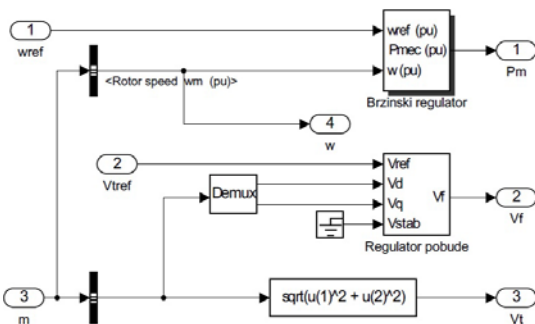 1
wref
wref (pu)
Pmec (pu)
w (pu)
Brzinski regulator
1
Pm
<Rotor speed wm (pu)>
4
w
2
Vtref
Demux
Vref
Vd
Vq
Vstab
Vf
Regulator pobude
2
Vf
3
m
sqrt(u(1)^2 + u(2)^2)
3
Vt